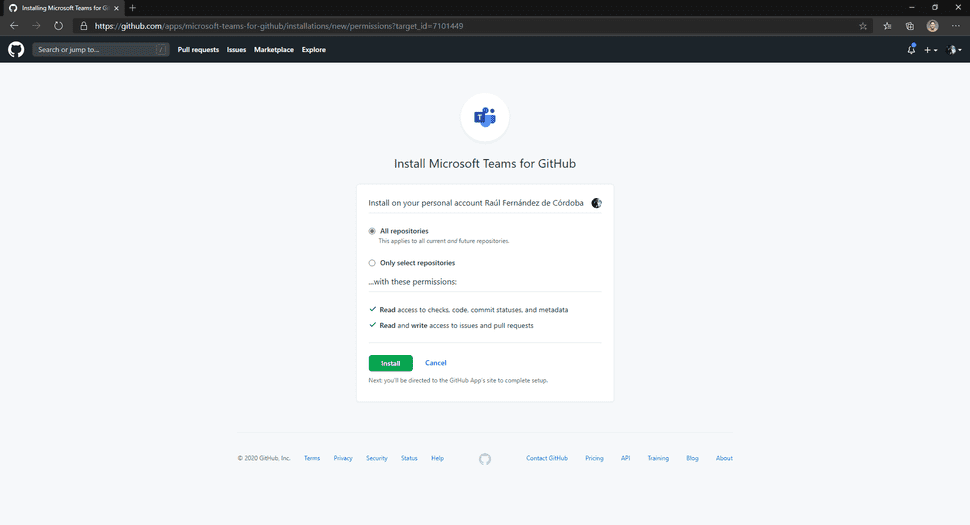 Installing Microsoft Teams for G
https://github.com/apps/microsoft-teams-for-github/installations/new/permissions?target_id=7101449
Search or jump to...
/
Pull requests
Issues
Marketplace
Explore
T
Install Microsoft Teams for GitHub
Install on your personal account Raúl Fernández de Córdoba
All repositories
This applies to all current and future repositories.
Only select repositories
...with these permissions:
Read access to checks, code, commit statuses, and metadata
Read and write access to issues and pull requests
Install
Cancel
Next: you'll be directed to the GitHub App's site to complete setup.
© 2020 GitHub, Inc.
Terms
Privacy
Security
Status
Help
Contact GitHub
Pricing
API
Training
Blog
About